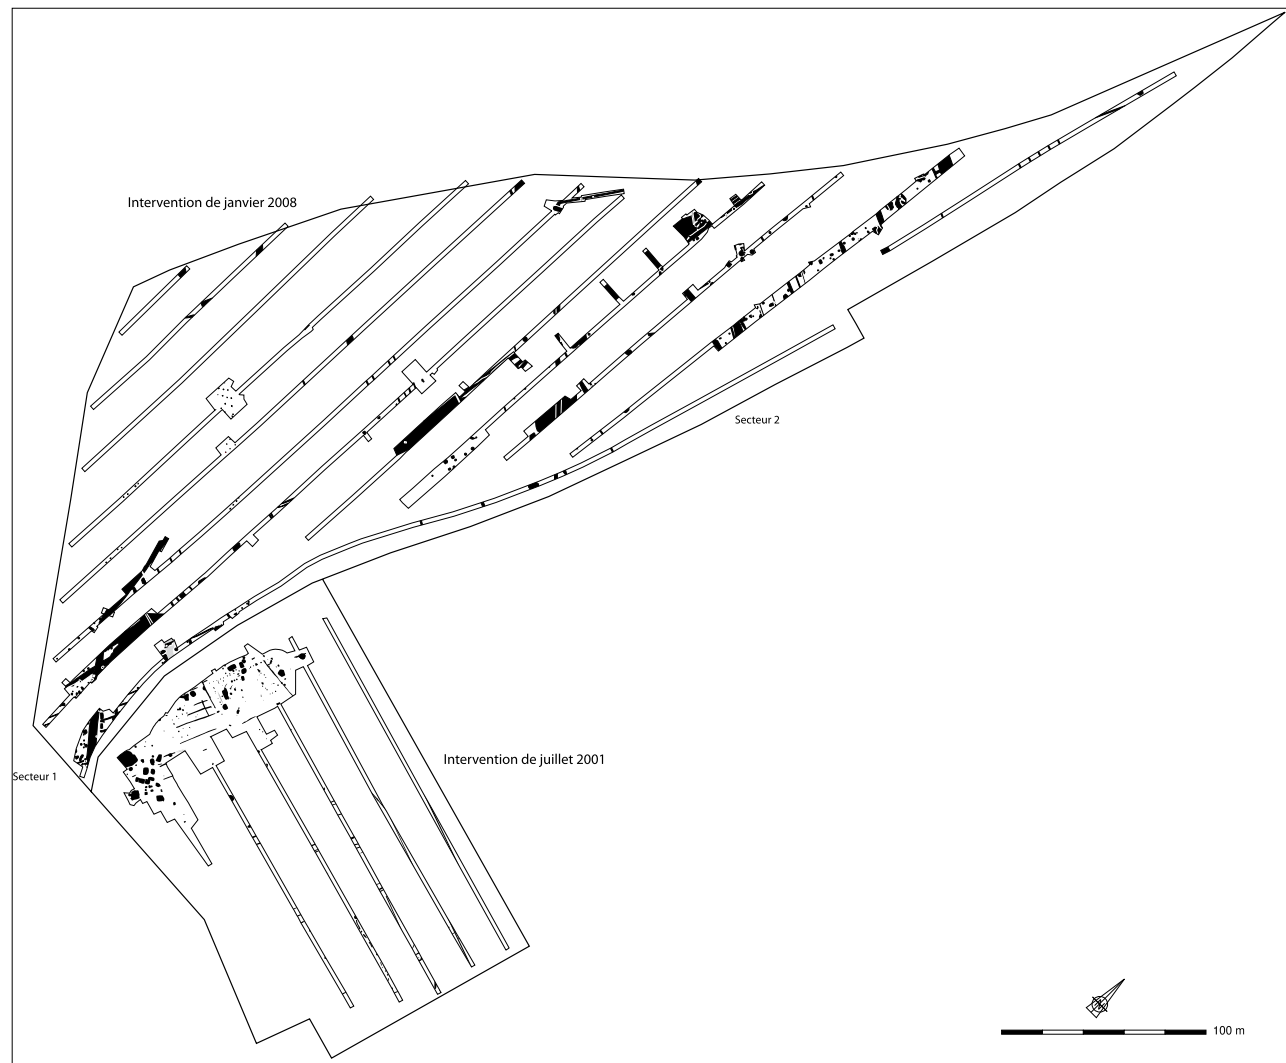 Intervention de janvier 2008
Secteur 2
Intervention de juillet 2001
Secteur 1
100 m